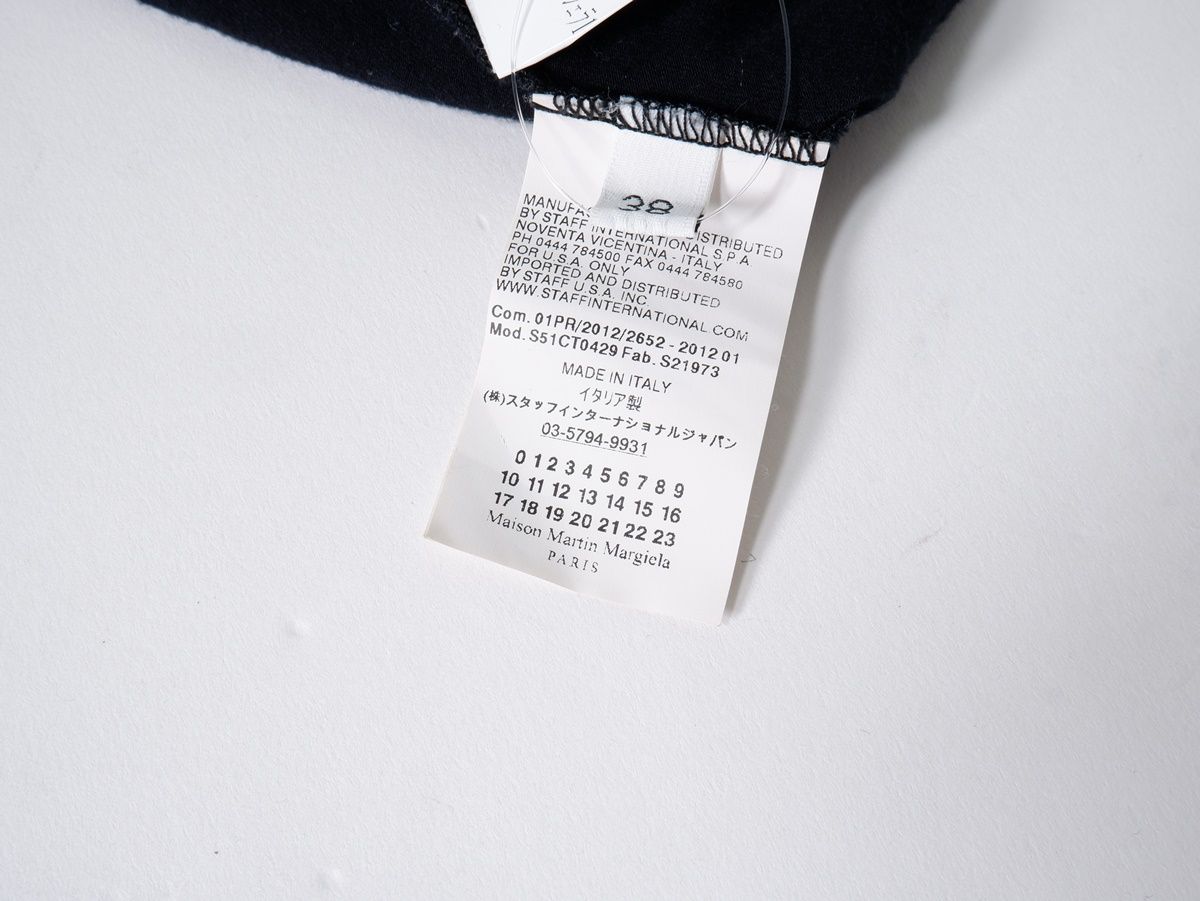 38
MANUFAC ISTRIBUTED
BY STAFF INTERNATIONAL S.P.A.
NOVENTA VICENTINA - ITALY
PH 0444 784500 FAX 0444 784580
FOR U.S.A. ONLY
IMPORTED AND DISTRIBUTED
BY STAFF U.S.A. INC.
WWW.STAFFINTERNATIONAL.COM
Com. 01PR/2012/2652 - 2012 01
Mod. S51CT0429 Fab. S21973
MADE IN ITALY
イタリア製
(株)スタッフインターナショナルジャパン
03-5794-9931
0 1 2 3 4 5 6 7 8 9
10 11 12 13 14 15 16
17 18 19 20 21 22 23
Maison Martin Margiela
PARIS